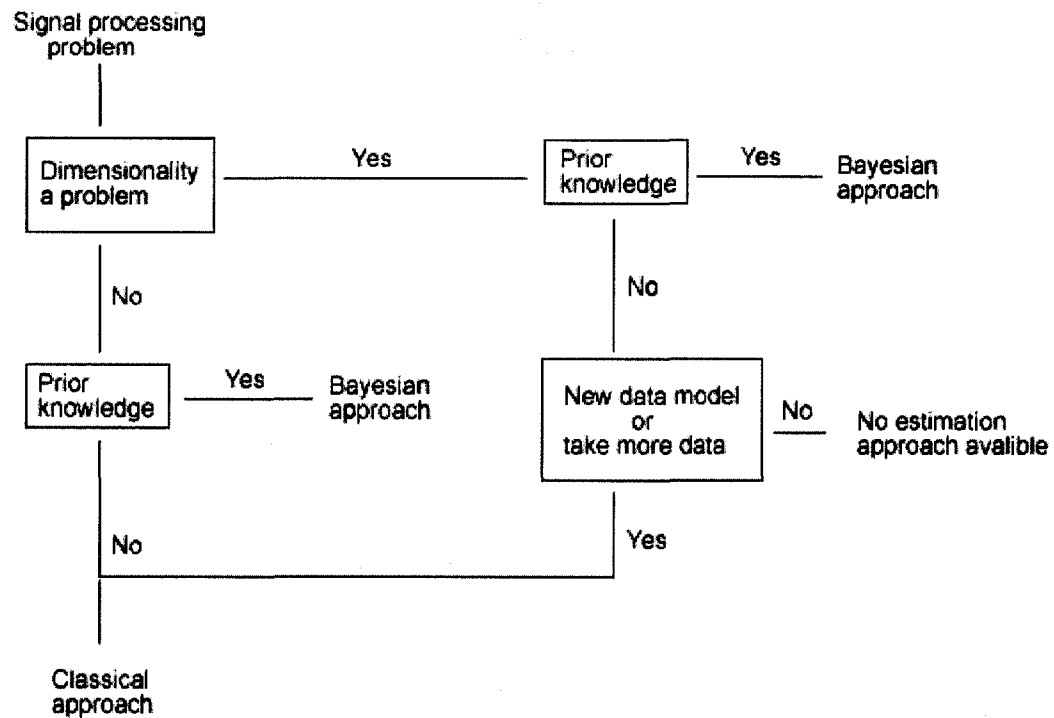 Signal processing
problem
Dimensionality
a problem
Yes
Prior
knowledge
Yes
Bayesian
approach
No
No
Prior
knowledge
Yes
Bayesian
approach
New data model
or
take more data
No
No estimation
approach avalible
No
Yes
Classical
approach